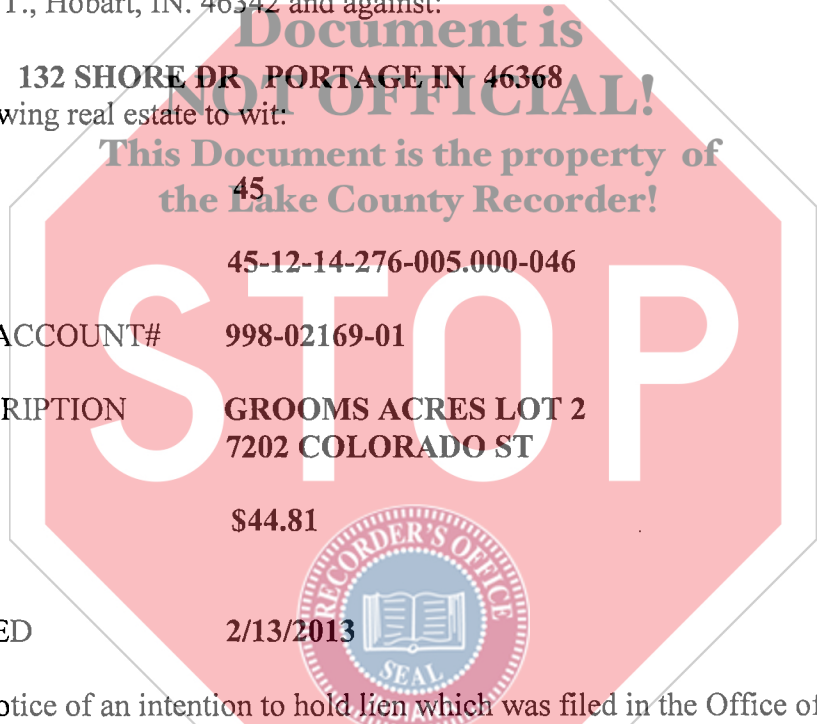 T., Hobart, IN. 46342 and against:
Document is
132 SHORE DR PORTAGE IN 46368
NOT OFFICIAL!
wing real estate to wit:
This Document is the property of
45
the Lake County Recorder!
45-12-14-276-005.000-046
STOP
ACCOUNT# 998-02169-01
RIPTION GROOMS ACRES LOT 2
7202 COLORADO ST
$44.81
RECORDER'S OFFICE
ED 2/13/2013
SEAL
otice of an intention to hold lien which was filed in the Office of